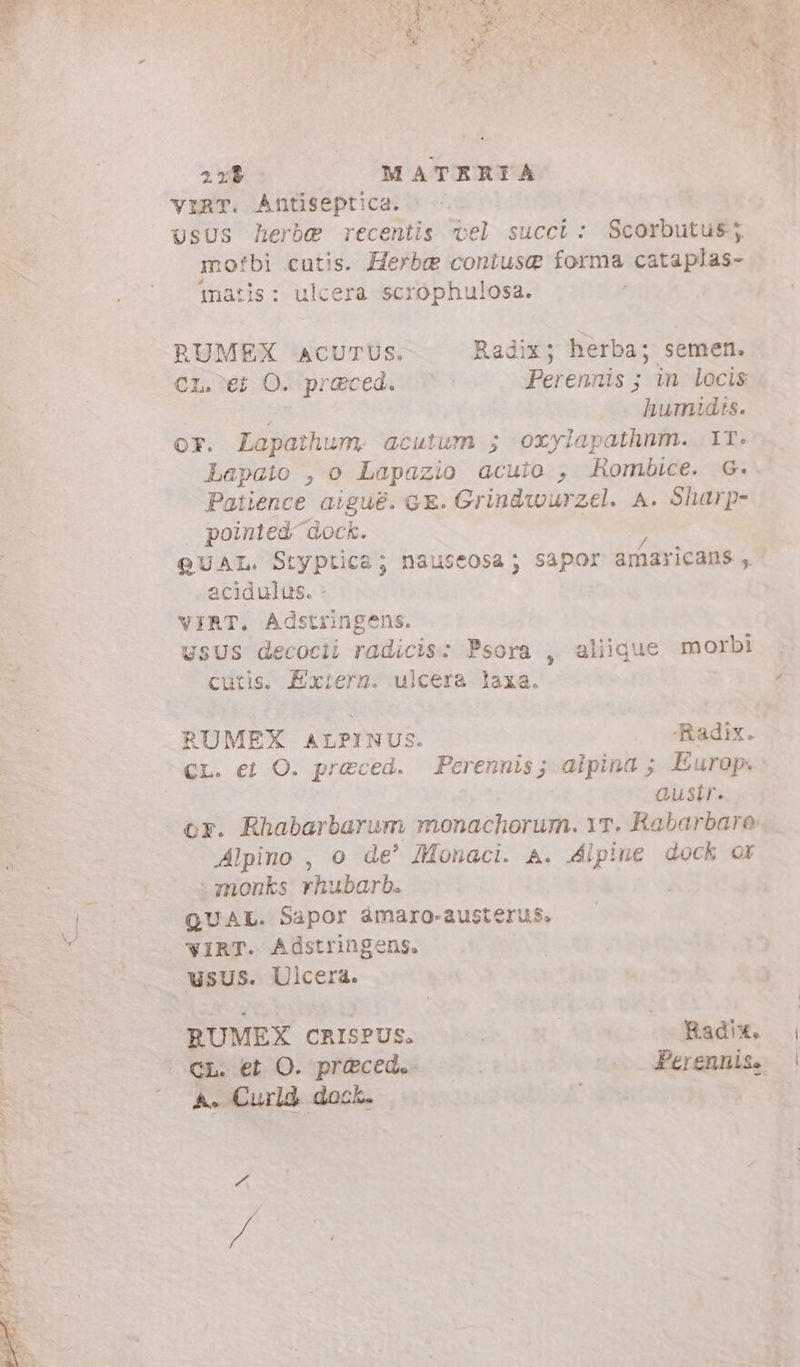 MATERIA
VIRT. Antiseptica.
USUS herbæ recentis vel succi: Scorbutus;
morbi cutis. Herbæ contusæ forma cataplas-
matis: ulcera scrophulosa.
RUMEX ACUTUS. Radix; herba; semen.
CL. et O. præced. Perennis; in locis
humidis.
OF. Lapathum acutum; oxylapathum. IT.
Lapato, o Lapazio acuto, Rombice. G.
Patience aiguë. GE. Grindwurzel. A. Sharp-
pointed dock.
QUAL. Styptica; nauseosa; sapor amaricans,
acidulus.
VIRT. Adstringens.
USUS decocti radicis: Psora, aliique morbi
cutis. Extern. ulcera laxa.
RUMEX ALPINUS. Radix.
CL. et O. præced. Perennis; alpina; Europ.
austr.
OF. Rhabarbarum monachorum. IT. Rabarbaro
Alpino, o de' Monaci. A. Alpine dock or
monks rhubarb.
QUAL. Sapor amaro-austerus.
VIRT. Adstringens.
USUS. Ulcera.
RUMEX CRISPUS. Radix.
CL. et O. præced. Perennis.
A. Curld dock.